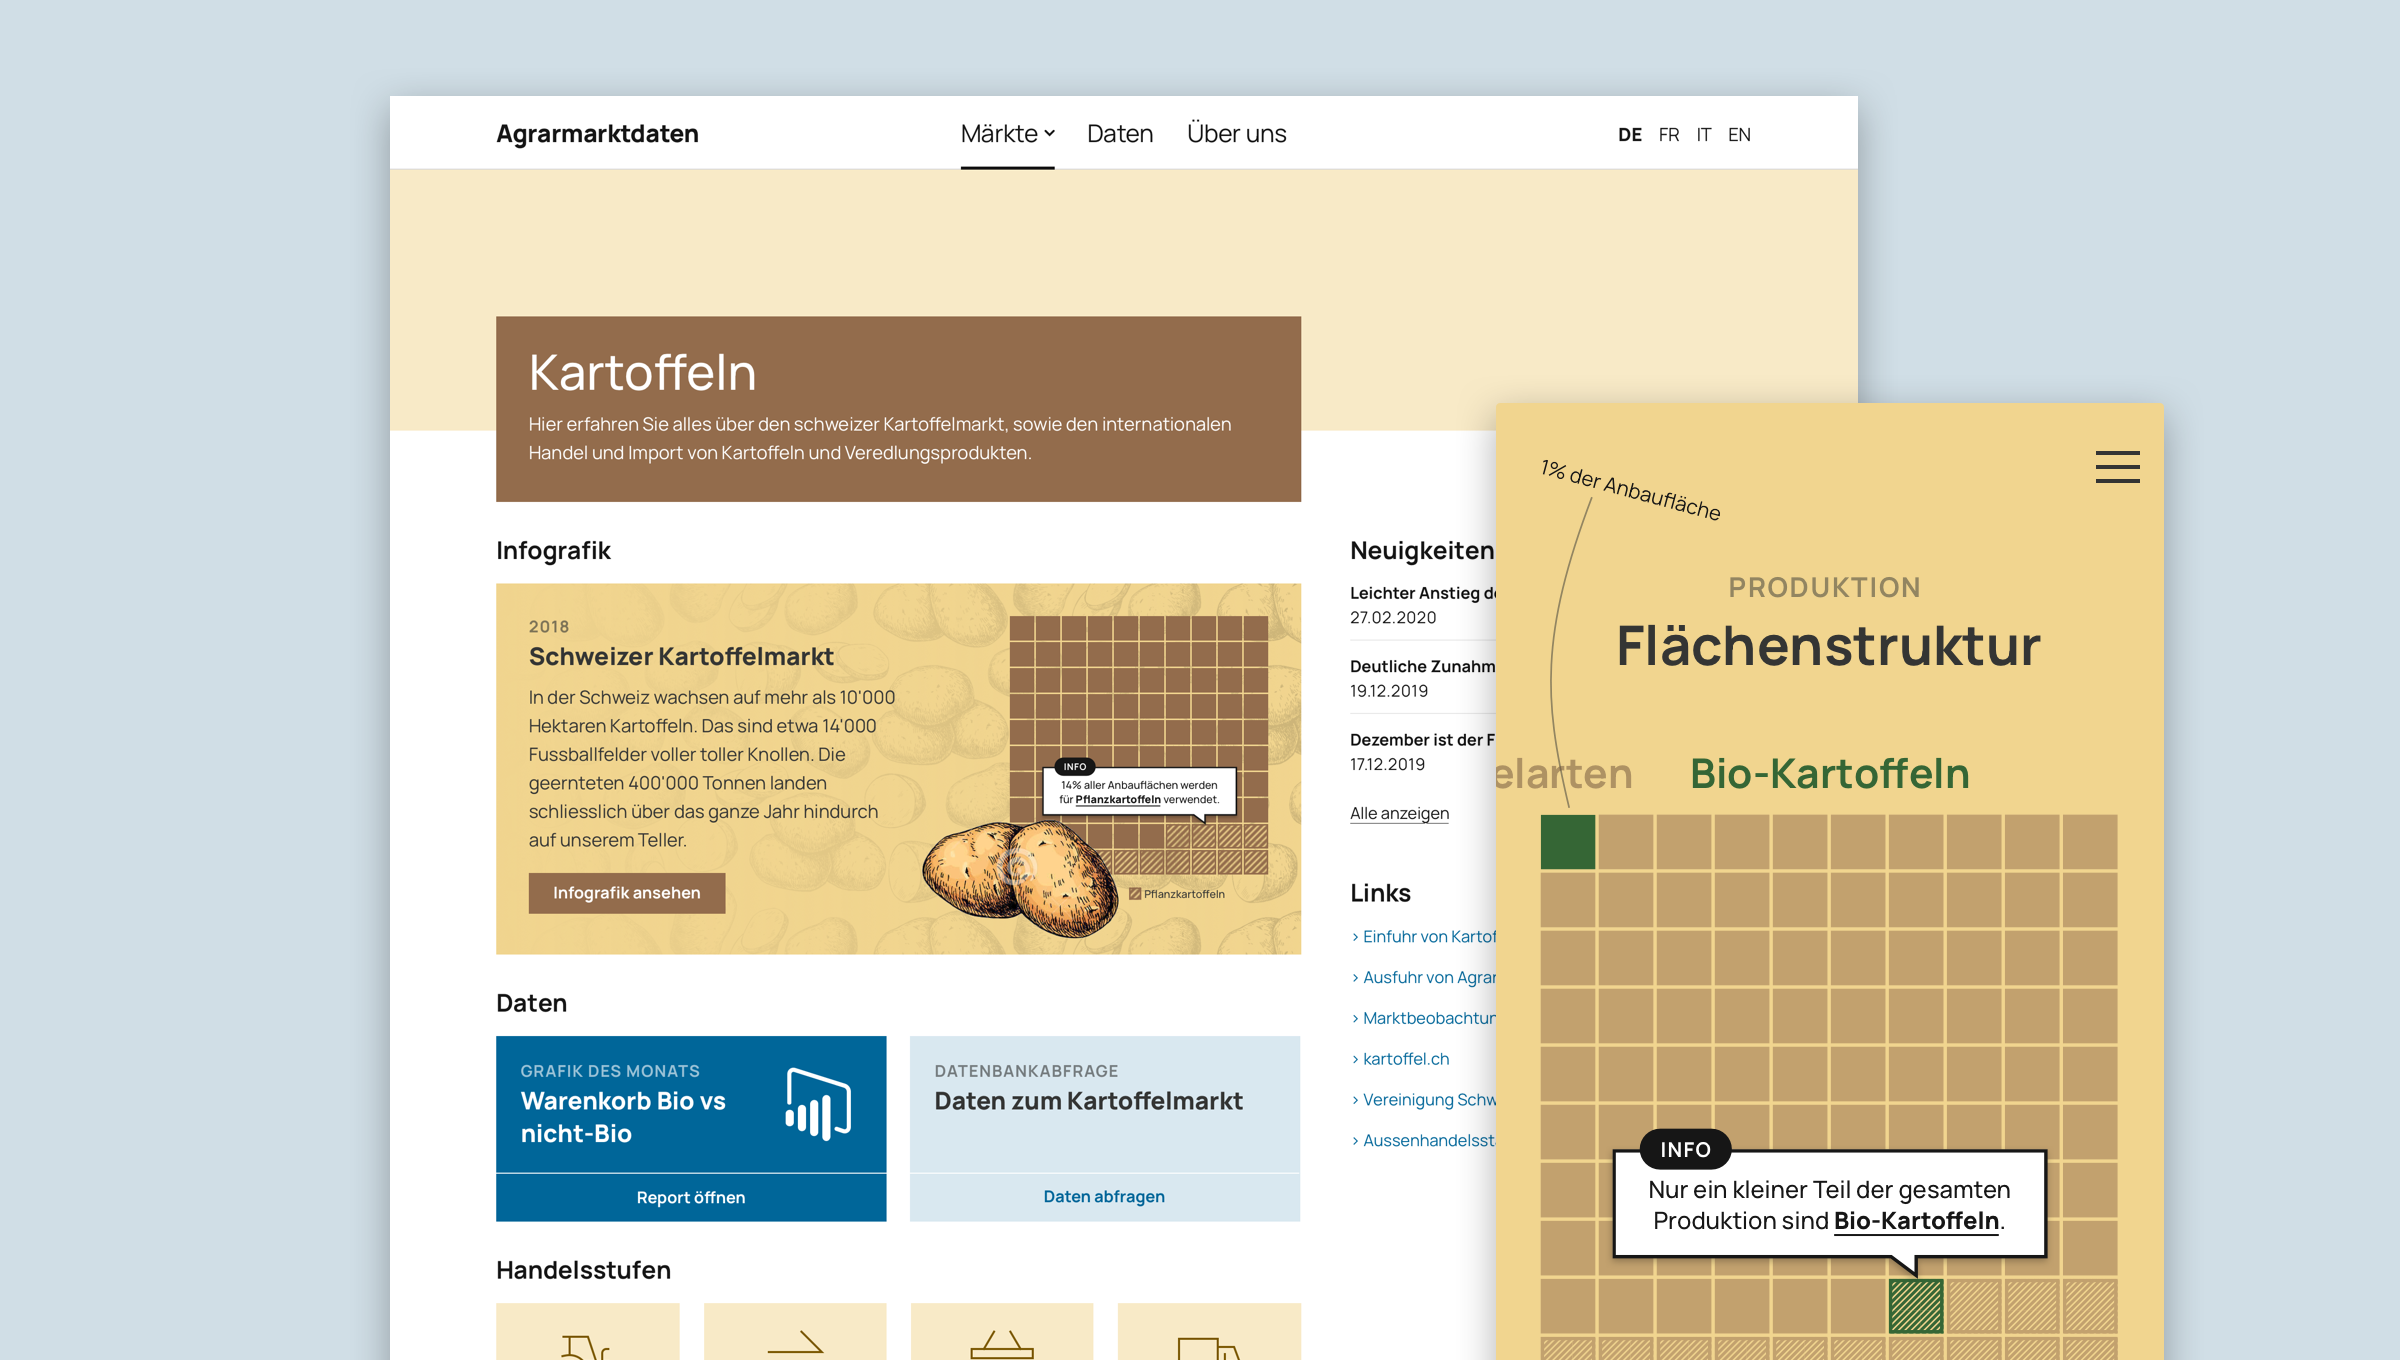 Agrarmarktdaten
Märkte
Daten
Über uns
DE FR IT EN
Kartoffeln
Hier erfahren Sie alles über den schweizer Kartoffelmarkt, sowie den internationalen
Handel und Import von Kartoffeln und Veredlungsprodukten.
Infografik
2018
Schweizer Kartoffelmarkt
In der Schweiz wachsen auf mehr als 10'000
Hektaren Kartoffeln. Das sind etwa 14'000
Fussballfelder voller toller Knollen. Die
geernteten 400'000 Tonnen landen
schliesslich über das ganze Jahr hindurch
auf unserem Teller.
Infografik ansehen
INFO
14% aller Anbauflächen werden
für Pflanzkartoffeln verwendet.
Pflanzkartoffeln
Daten
GRAFIK DES MONATS
Warenkorb Bio vs
nicht-Bio
Report öffnen
DATENBANKABFRAGE
Daten zum Kartoffelmarkt
Daten abfragen
Handelsstufen
Neuigkeiten
Leichter Anstieg
27.02.2020
Deutliche Zunahm
19.12.2019
Dezember ist der F
17.12.2019
Alle anzeigen
Links
› Einfuhr von Kartof
› Ausfuhr von Agrar
› Marktbeobachtun
› kartoffel.ch
› Vereinigung Schw
› Aussenhandelsst
1% der Anbaufläche
PRODUKTION
Flächenstruktur
elarten
Bio-Kartoffeln
INFO
Nur ein kleiner Teil der gesamten
Produktion sind Bio-Kartoffeln.